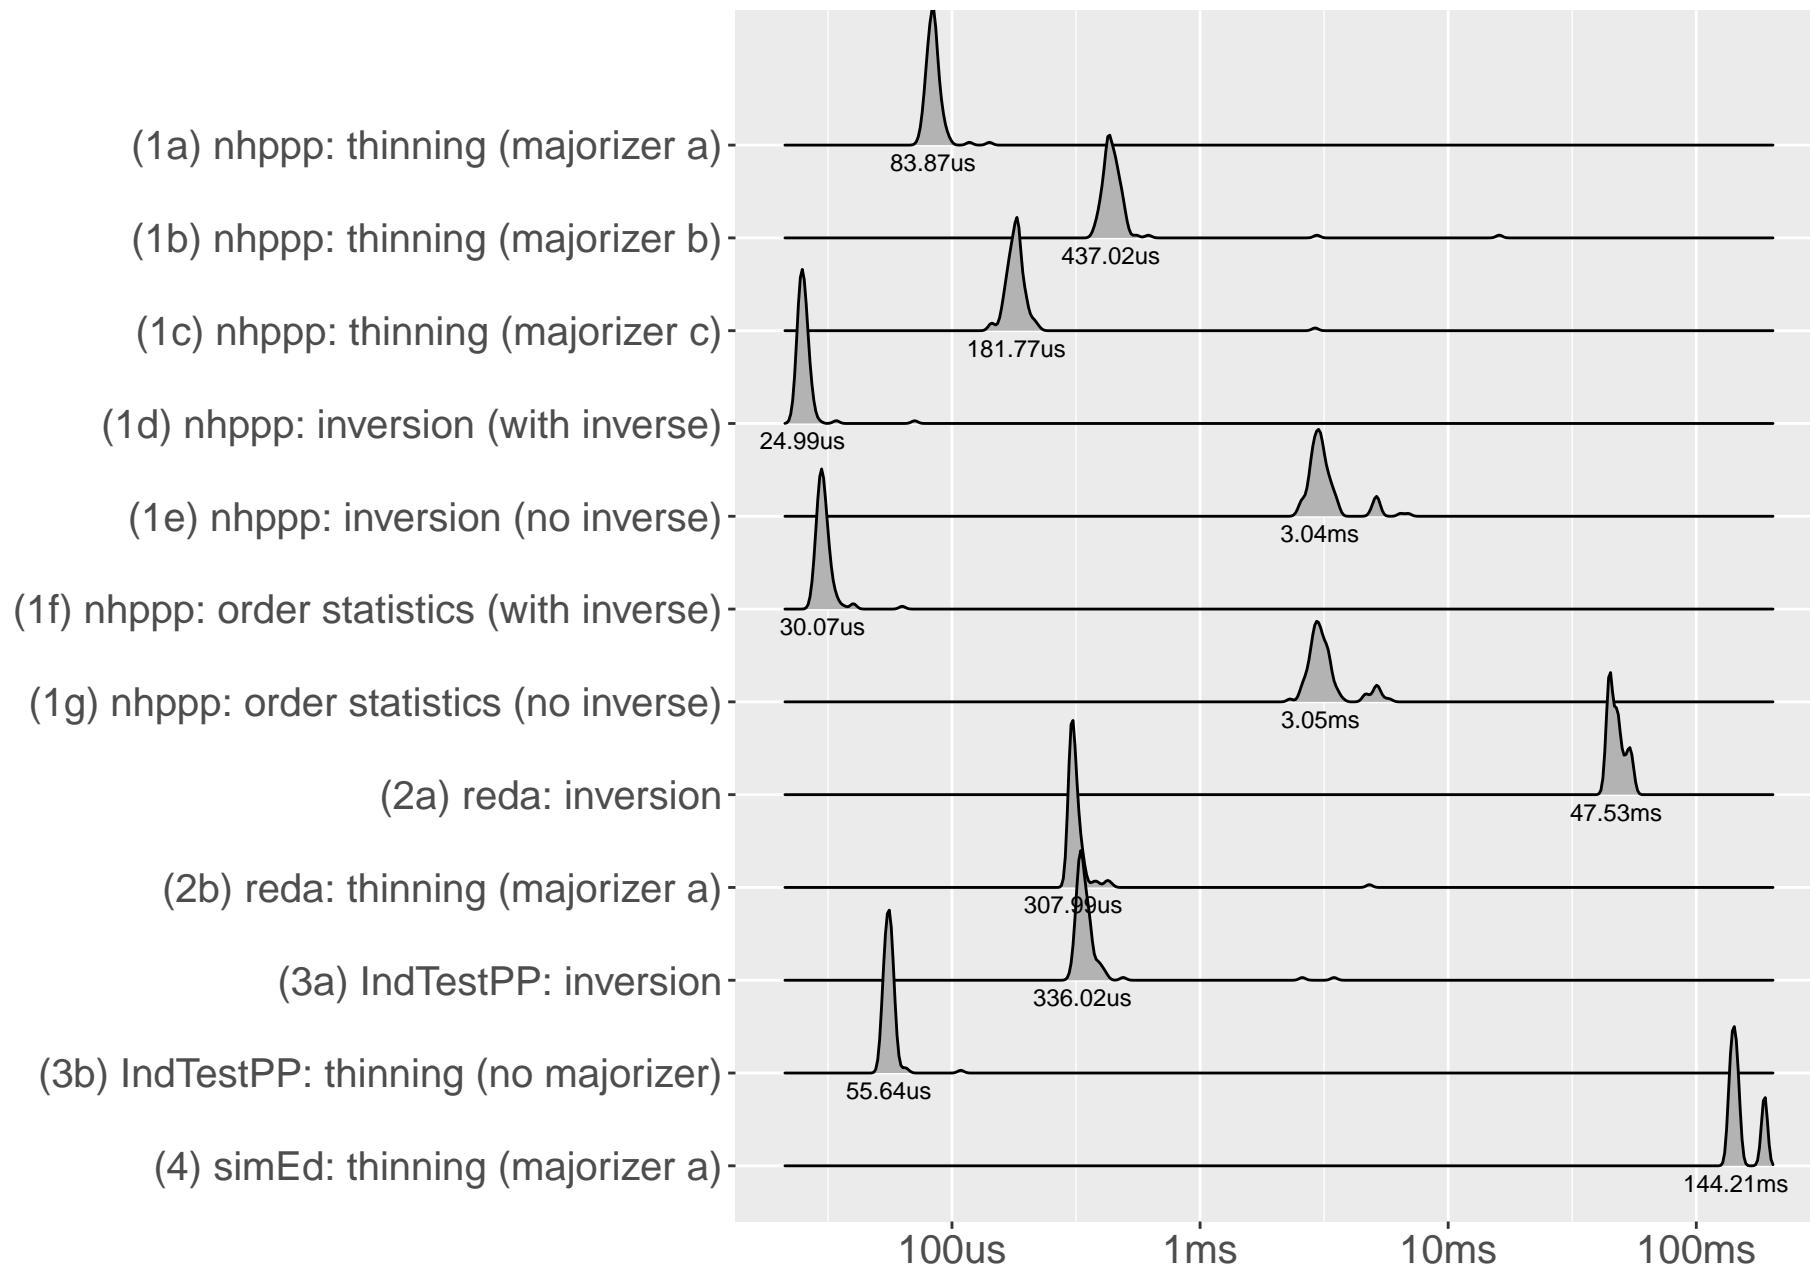 (1a) nhppp: thinning (majorizer a)
83.87us
(1b) nhppp: thinning (majorizer b)
437.02us
(1c) nhppp: thinning (majorizer c)
181.77us
(1d) nhppp: inversion (with inverse)
24.99us
(1e) nhppp: inversion (no inverse)
3.04ms
(1f) nhppp: order statistics (with inverse)
30.07us
(1g) nhppp: order statistics (no inverse)
3.05ms
(2a) reda: inversion
47.53ms
(2b) reda: thinning (majorizer a)
307.99us
(3a) IndTestPP: inversion
336.02us
(3b) IndTestPP: thinning (no majorizer)
55.64us
(4) simEd: thinning (majorizer a)
144.21ms
100us 1ms 10ms 100ms